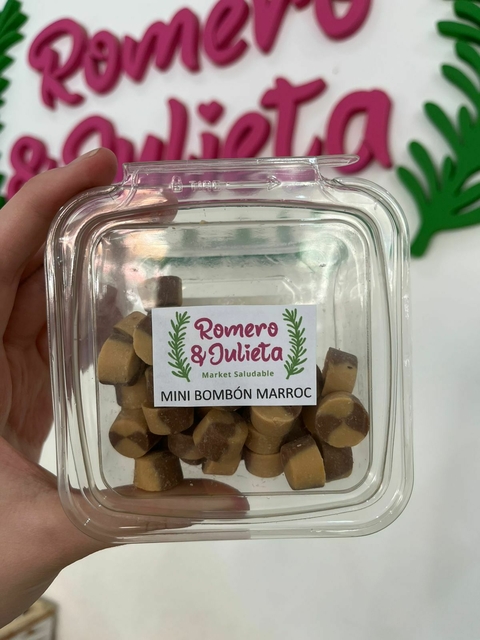 Romero
& Julieta
Romero
& Julieta
Market Saludable
MINI BOMBÓN MARROC